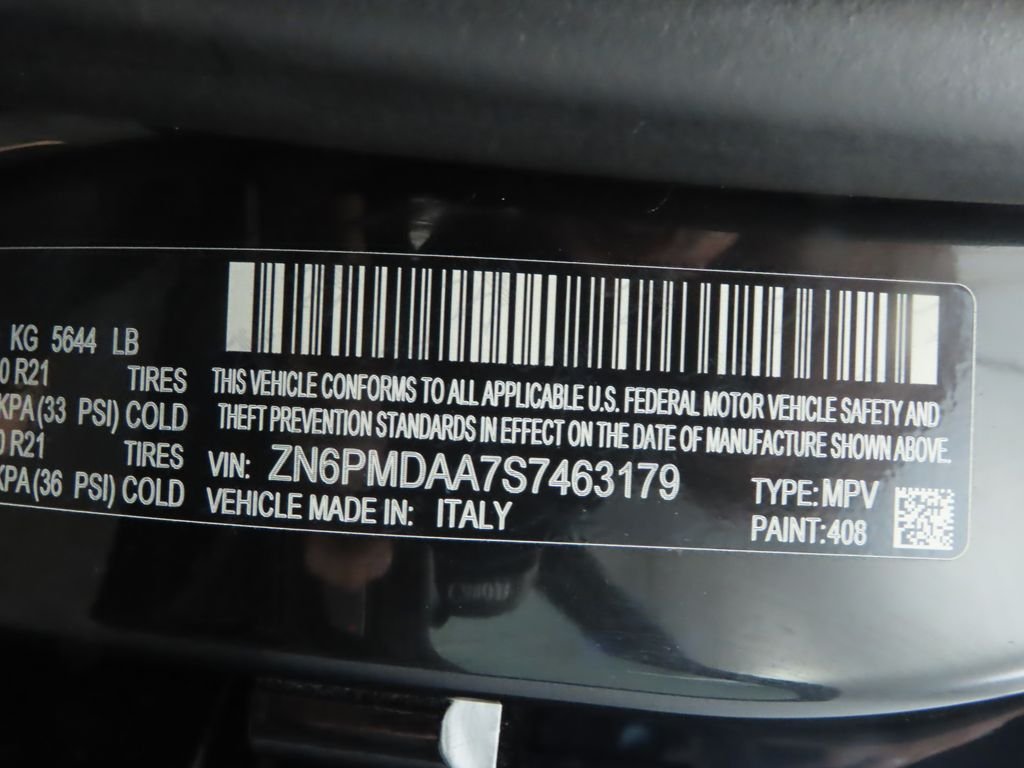 KG 5644 LB
0 R21 TIRES
KPA(33 PSI) COLD
0 R21 TIRES
KPA(36 PSI) COLD
THIS VEHICLE CONFORMS TO ALL APPLICABLE U.S. FEDERAL MOTOR VEHICLE SAFETY AND
THEFT PREVENTION STANDARDS IN EFFECT ON THE DATE OF MANUFACTURE SHOWN ABOVE.
VIN: ZN6PMDAA7S7463179
VEHICLE MADE IN: ITALY
TYPE: MPV
PAINT: 408